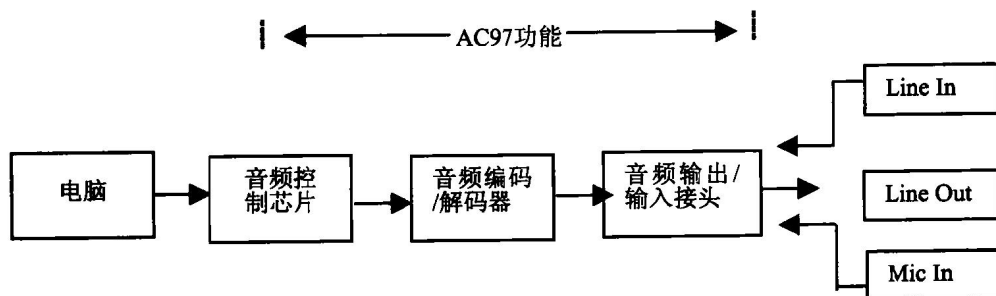 AC97功能
Line In
电脑
音频控
制芯片
音频编码
/解码器
音频输出/
输入接头
Line Out
Mic In